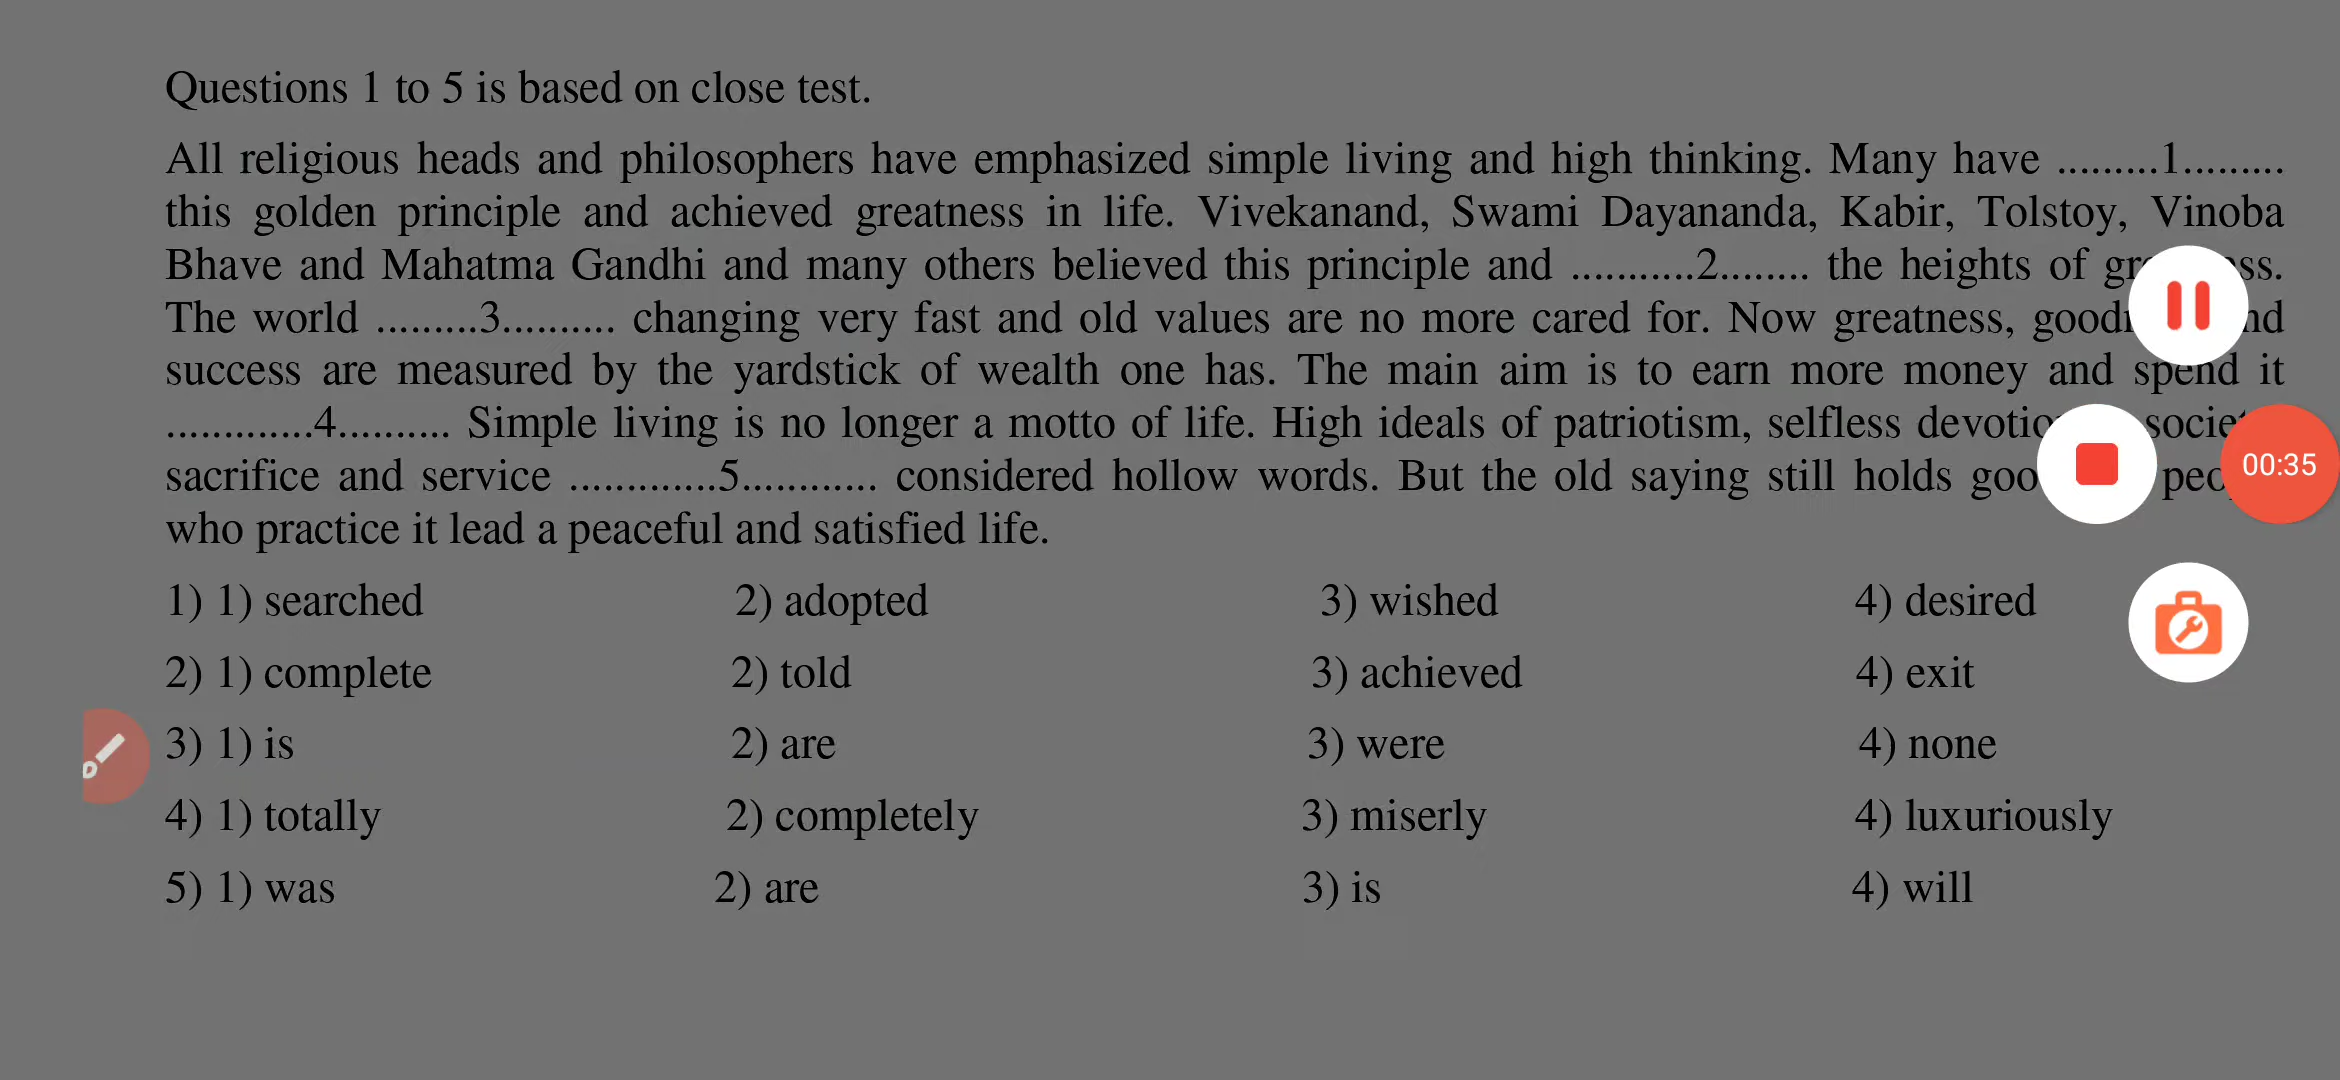 Questions 1 to 5 is based on close test.
All religious heads and philosophers have emphasized simple living and high thinking. Many have .........1.........
this golden principle and achieved greatness in life. Vivekanand, Swami Dayananda, Kabir, Tolstoy, Vinoba
Bhave and Mahatma Gandhi and many others believed this principle and ...........2........ the heights of
The world .........3.......... changing very fast and old values are no more cared for. Now greatness,
success are measured by the yardstick of wealth one has. The main aim is to earn more money and spend it
.............4.......... Simple living is no longer a motto of life. High ideals of patriotism, selfless
sacrifice and service .............5............ considered hollow words. But the old saying still holds
who practice it lead a peaceful and satisfied life.
1) 1) searched 2) adopted 3) wished 4) desired
2) 1) complete 2) told 3) achieved 4) exit
3) 1) is 2) are 3) were 4) none
4) 1) totally 2) completely 3) miserly 4) luxuriously
5) 1) was 2) are 3) is 4) will
00:35